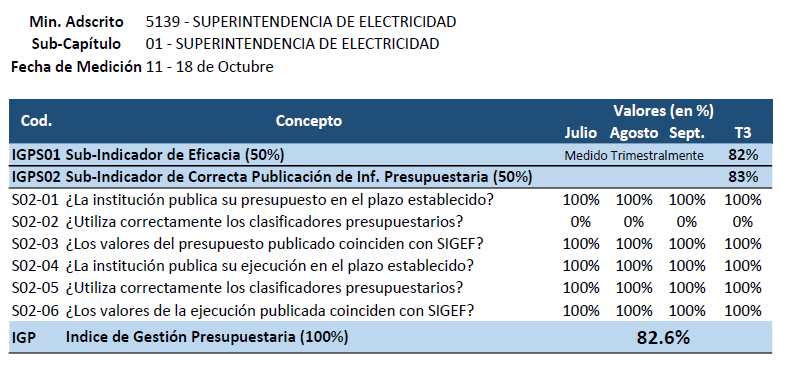 Min. Adscrito 5139 - SUPERINTENDENCIA DE ELECTRICIDAD
Sub-Capítulo 01 - SUPERINTENDENCIA DE ELECTRICIDAD
Fecha de Medición 11 - 18 de Octubre
Cod. Concepto Valores (en %)
Julio Agosto Sept. T3
IGPS01 Sub-Indicador de Eficacia (50%) Medido Trimestralmente 82%
IGPS02 Sub-Indicador de Correcta Publicación de Inf. Presupuestaria (50%) 83%
S02-01 ¿La institución publica su presupuesto en el plazo establecido? 100% 100% 100% 100%
S02-02 ¿Utiliza correctamente los clasificadores presupuestarios? 0% 0% 0% 0%
S02-03 ¿Los valores del presupuesto publicado coinciden con SIGEF? 100% 100% 100% 100%
S02-04 ¿La institución publica su ejecución en el plazo establecido? 100% 100% 100% 100%
S02-05 ¿Utiliza correctamente los clasificadores presupuestarios? 100% 100% 100% 100%
S02-06 ¿Los valores de la ejecución publicada coinciden con SIGEF? 100% 100% 100% 100%
IGP Indice de Gestión Presupuestaria (100%) 82.6%